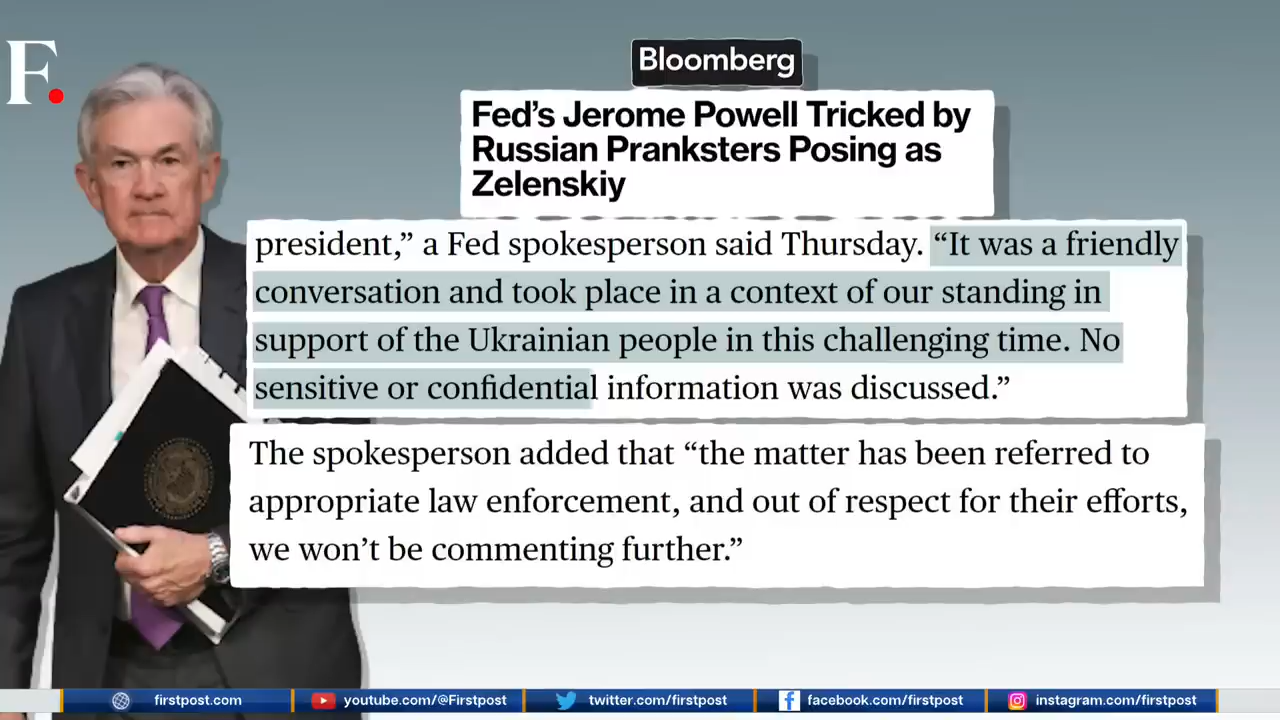 F.
Bloomberg
Fed’s Jerome Powell Tricked by
Russian Pranksters Posing as
Zelenskiy
president,” a Fed spokesperson said Thursday. “It was a friendly
conversation and took place in a context of our standing in
support of the Ukrainian people in this challenging time. No
sensitive or confidential information was discussed.”
The spokesperson added that “the matter has been referred to
appropriate law enforcement, and out of respect for their efforts,
we won’t be commenting further.”
firstpost.com
youtube.com/@Firstpost
twitter.com/firstpost
facebook.com/firstpost
instagram.com/firstpost